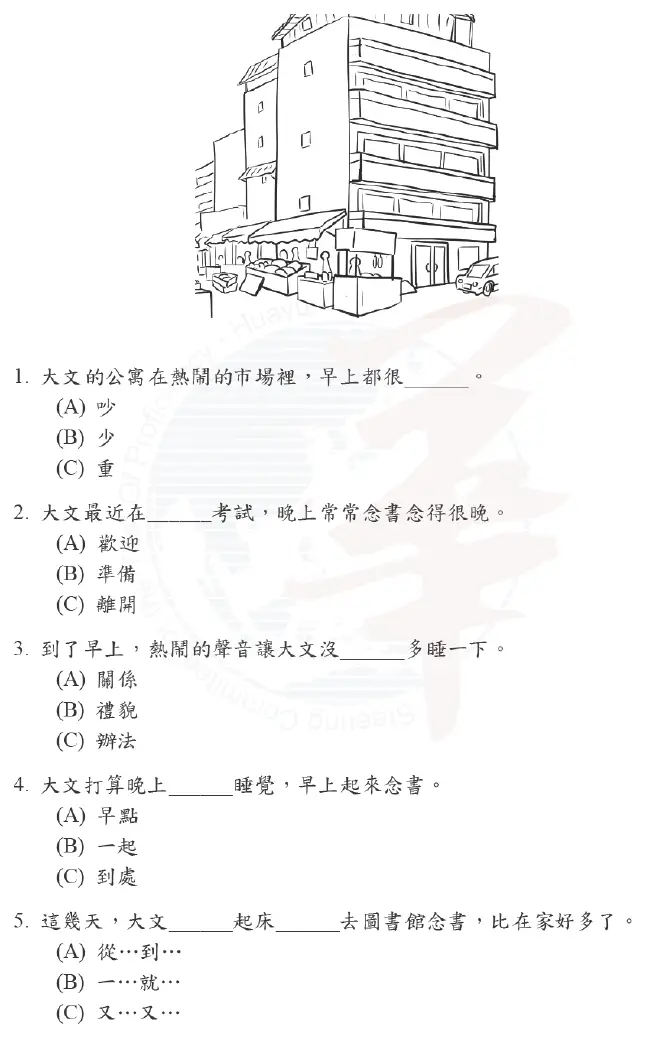 1. 大文的公寓在熱鬧的市場裡，早上都很______。
(A) 吵
(B) 少
(C) 重
2. 大文最近在______考試，晚上常常念書念得很晚。
(A) 歡迎
(B) 準備
(C) 離開
3. 到了早上，熱鬧的聲音讓大文沒______多睡一下。
(A) 關係
(B) 禮貌
(C) 辦法
4. 大文打算晚上______睡覺，早上起來念書。
(A) 早點
(B) 一起
(C) 到處
5. 這幾天，大文______起床______去圖書館念書，比在家好多了。
(A) 從…到…
(B) 一…就…
(C) 又…又…